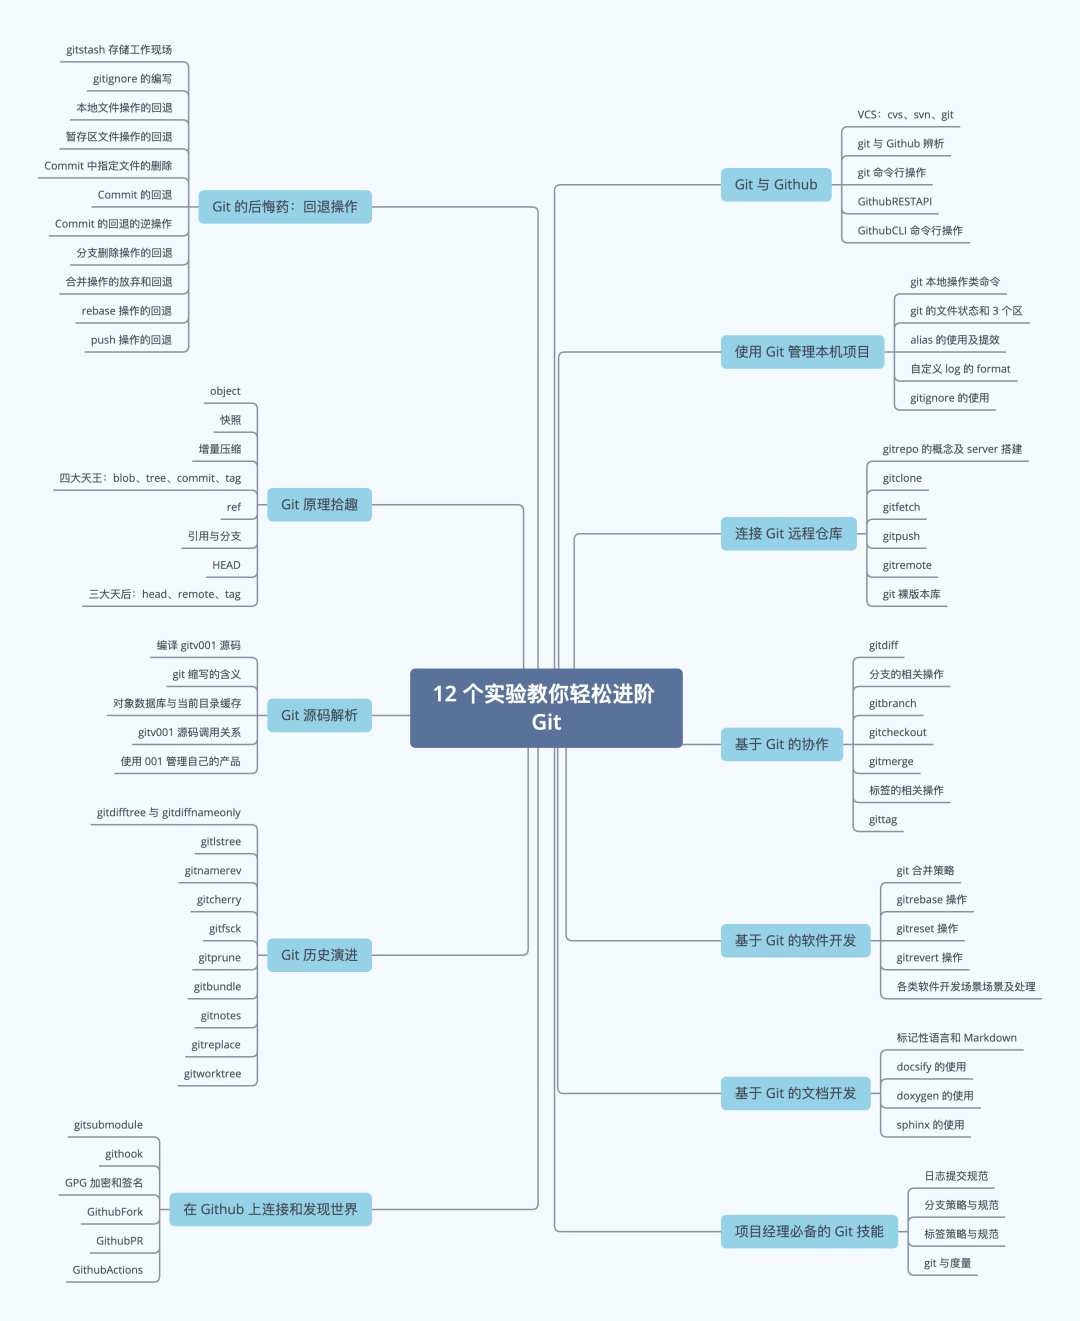 12 个实验教你轻松进阶
Git
Git 与 Github
VCS：cvs、svn、git
git 与 Github 辨析
git 命令行操作
GithubRESTAPI
GithubCLI 命令行操作
使用 Git 管理本机项目
git 本地操作类命令
git 的文件状态和 3 个区
alias 的使用及提效
自定义 log 的 format
gitignore 的使用
连接 Git 远程仓库
gitrepo 的概念及 server 搭建
gitclone
gitfetch
gitpush
gitremote
git 裸版本库
基于 Git 的协作
gitdiff
分支的相关操作
gitbranch
gitcheckout
gitmerge
标签的相关操作
gittag
基于 Git 的软件开发
git 合并策略
gitrebase 操作
gitreset 操作
gitrevert 操作
各类软件开发场景场景及处理
基于 Git 的文档开发
标记性语言和 Markdown
docsify 的使用
doxygen 的使用
sphinx 的使用
项目经理必备的 Git 技能
日志提交规范
分支策略与规范
标签策略与规范
git 与度量
Git 的后悔药：回退操作
gitstash 存储工作现场
gitignore 的编写
本地文件操作的回退
暂存区文件操作的回退
Commit 中指定文件的删除
Commit 的回退
Commit 的回退的逆操作
分支删除操作的回退
合并操作的放弃和回退
rebase 操作的回退
push 操作的回退
Git 原理拾趣
object
快照
增量压缩
四大天王：blob、tree、commit、tag
ref
引用与分支
HEAD
三大天后：head、remote、tag
Git 源码解析
编译 gitv001 源码
git 缩写的含义
对象数据库与当前目录缓存
gitv001 源码调用关系
使用 001 管理自己的产品
Git 历史演进
gitdifftree 与 gitdiffnameonly
gitlstree
gitnamerev
gitcherry
gitfsck
gitprune
gitbundle
gitnotes
gitreplace
gitworktree
在 Github 上连接和发现世界
gitsubmodule
githook
GPG 加密和签名
GithubFork
GithubPR
GithubActions